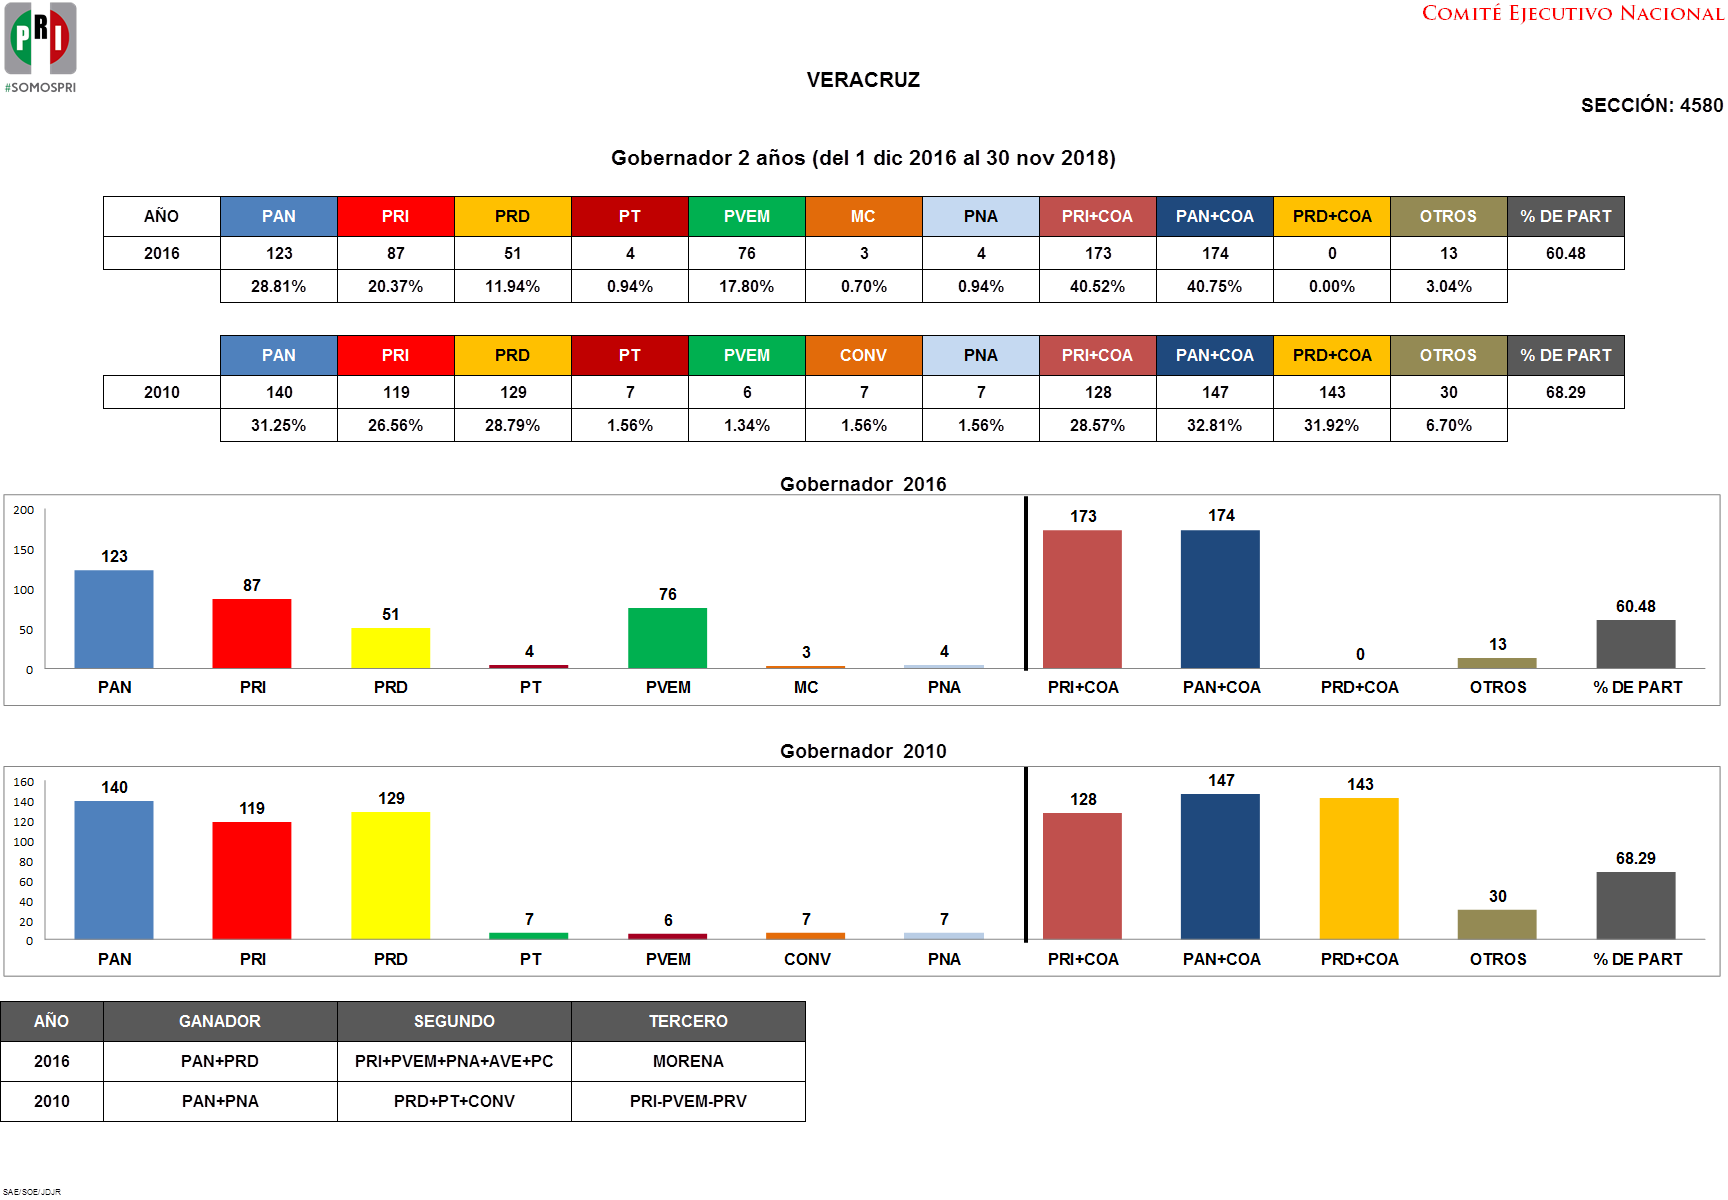 PRI
#SOMOSPRI
COMITÉ EJECUTIVO NACIONAL
VERACRUZ
SECCIÓN: 4580
Gobernador 2 años (del 1 dic 2016 al 30 nov 2018)
AÑO PAN PRI PRD PT PVEM MC PNA PRI+COA PAN+COA PRD+COA OTROS % DE PART
2016 123 87 51 4 76 3 4 173 174 0 13 60.48
28.81% 20.37% 11.94% 0.94% 17.80% 0.70% 0.94% 40.52% 40.75% 0.00% 3.04%
PAN PRI PRD PT PVEM CONV PNA PRI+COA PAN+COA PRD+COA OTROS % DE PART
2010 140 119 129 7 6 7 7 128 147 143 30 68.29
31.25% 26.56% 28.79% 1.56% 1.34% 1.56% 1.56% 28.57% 32.81% 31.92% 6.70%
Gobernador 2016
200
150
100
50
0
123 87 51 4 76 3 4 173 174 0 13 60.48
PAN PRI PRD PT PVEM MC PNA PRI+COA PAN+COA PRD+COA OTROS % DE PART
Gobernador 2010
160
140
120
100
80
60
40
20
0
140 119 129 7 6 7 7 128 147 143 30 68.29
PAN PRI PRD PT PVEM CONV PNA PRI+COA PAN+COA PRD+COA OTROS % DE PART
AÑO GANADOR SEGUNDO TERCERO
2016 PAN+PRD PRI+PVEM+PNA+AVE+PC MORENA
2010 PAN+PNA PRD+PT+CONV PRI-PVEM-PRV
SAE/SOE/JDJR